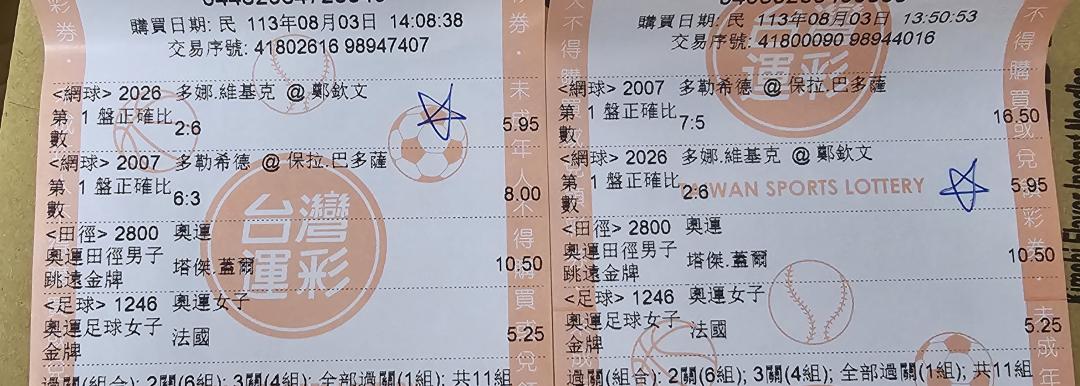 購買日期: 民 113年08月03日 14:08:38
交易序號: 41802616 98947407
<網球> 2026 多娜.維基克 @ 鄭欽文
第 1 盤正確比數 2:6 5.95
<網球> 2007 多勒希德 @ 保拉.巴多薩
第 1 盤正確比數 6:3 8.00
台灣運彩
<田徑> 2800 奧運
奧運田徑男子
跳遠金牌 塔傑.蓋爾 10.50
<足球> 1246 奧運女子
奧運足球女子
金牌 法國 5.25
過關(組合): 2關(6組); 3關(4組); 全部過關(1組); 共11組
購買日期: 民 113年08月03日 13:50:53
交易序號: 41800090 98944016
<網球> 2007 多勒希德 @ 保拉.巴多薩
第 1 盤正確比數 7:5 16.50
<網球> 2026 多娜.維基克 @ 鄭欽文
第 1 盤正確比數 2:6 5.95
TAIWAN SPORTS LOTTERY
<田徑> 2800 奧運
奧運田徑男子
跳遠金牌 塔傑.蓋爾 10.50
<足球> 1246 奧運女子
奧運足球女子
金牌 法國 5.25
過關(組合): 2關(6組); 3關(4組); 全部過關(1組); 共11組